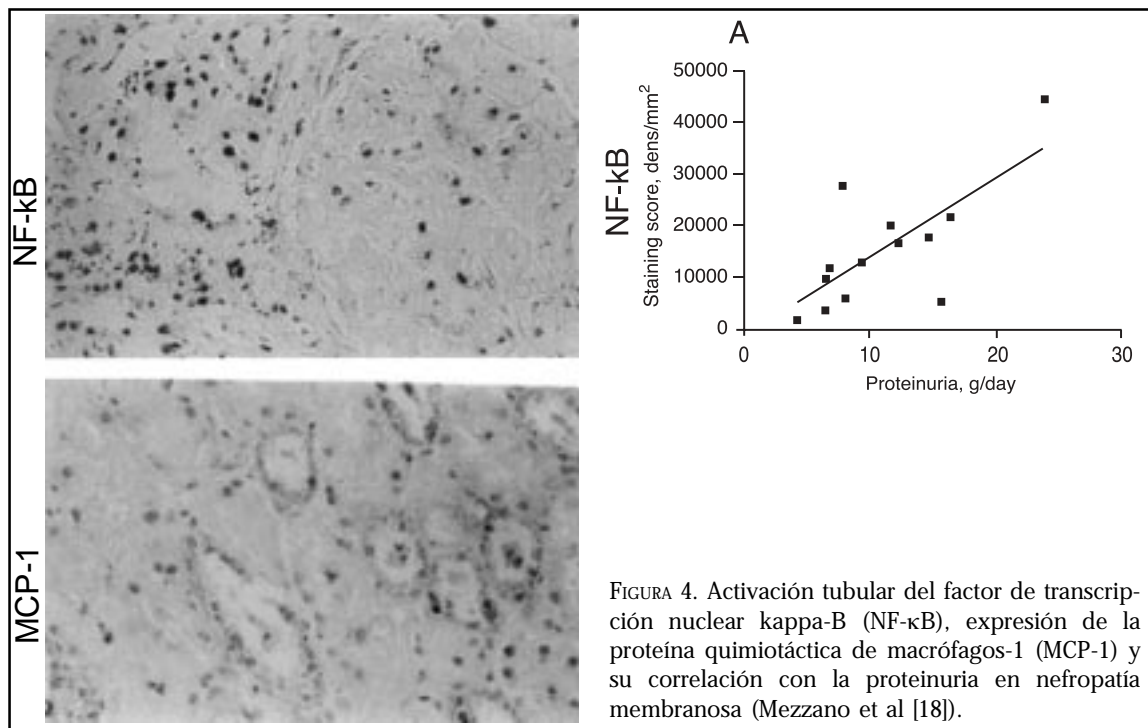 NF-kB
MCP-1
A
NF-kB
Staining score, dens/mm²
50000
40000
30000
20000
10000
0
0 10 20 30
Proteinuria, g/day
FIGURA 4. Activación tubular del factor de transcrip-
ción nuclear kappa-B (NF-κB), expresión de la
proteína quimiotáctica de macrófagos-1 (MCP-1) y
su correlación con la proteinuria en nefropatía
membranosa (Mezzano et al [18]).